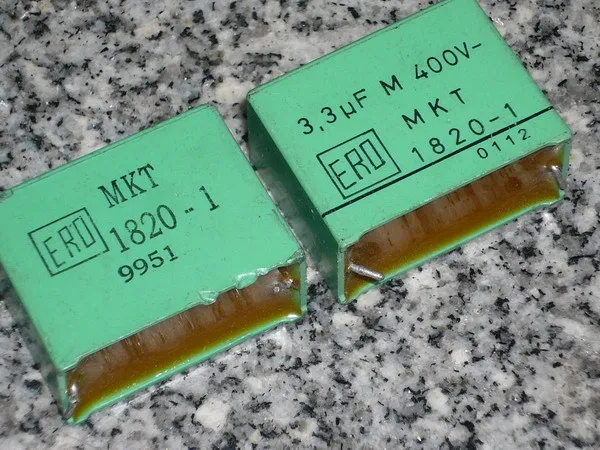 MKT
ERO
1820-1
9951
3,3µF M 400V-
MKT
ERO
1820-1
0112